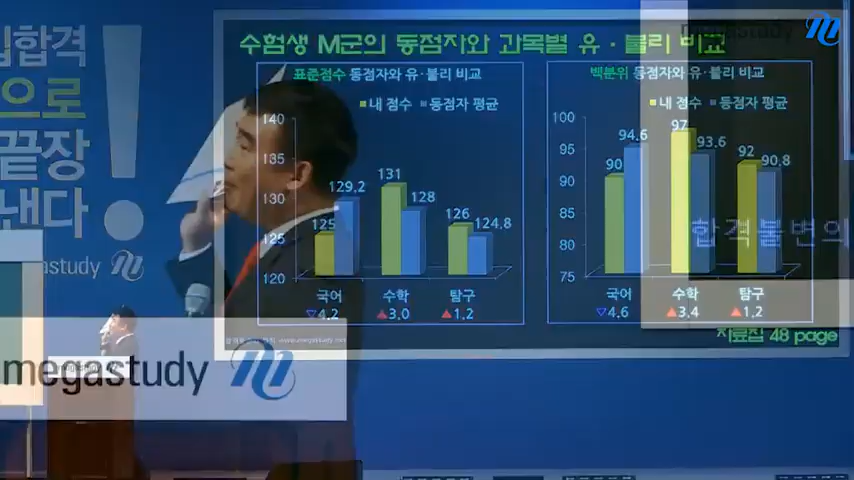 합격
으로
끝장
낸다
!
megastudy
megastudy
megastudy
수험생 M군의 동점자와 과목별 유·불리 비교
표준점수 동점자와 유·불리 비교
내 점수 동점자 평균
140
135
130
125
120
125 129.2 131 128 126 124.8
국어 수학 탐구
▽4.2 ▲3.0 ▲1.2
백분위 동점자와 유·불리 비교
내 점수 동점자 평균
100
95
90
85
80
75
90 94.6 97 93.6 92 90.8
국어 수학 탐구
▽4.6 ▲3.4 ▲1.2
합격불변의
자료집 48 page